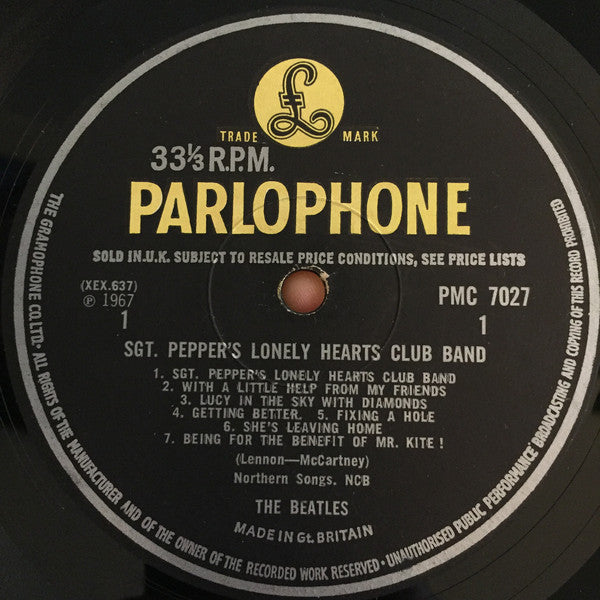 £
TRADE MARK
33⅓ R.P.M.
PARLOPHONE
SOLD IN U.K. SUBJECT TO RESALE PRICE CONDITIONS, SEE PRICE LISTS
(XEX.637)
℗ 1967
1
PMC 7027
1
SGT. PEPPER'S LONELY HEARTS CLUB BAND
1. SGT. PEPPER'S LONELY HEARTS CLUB BAND
2. WITH A LITTLE HELP FROM MY FRIENDS
3. LUCY IN THE SKY WITH DIAMONDS
4. GETTING BETTER. 5. FIXING A HOLE
6. SHE'S LEAVING HOME
7. BEING FOR THE BENEFIT OF MR. KITE !
(Lennon—McCartney)
Northern Songs. NCB
THE BEATLES
MADE IN Gt. BRITAIN
THE GRAMOPHONE CO. LTD. · ALL RIGHTS OF THE MANUFACTURER AND OF THE OWNER OF THE RECORDED WORK RESERVED · UNAUTHORISED PUBLIC PERFORMANCE BROADCASTING AND COPYING OF THIS RECORD PROHIBITED